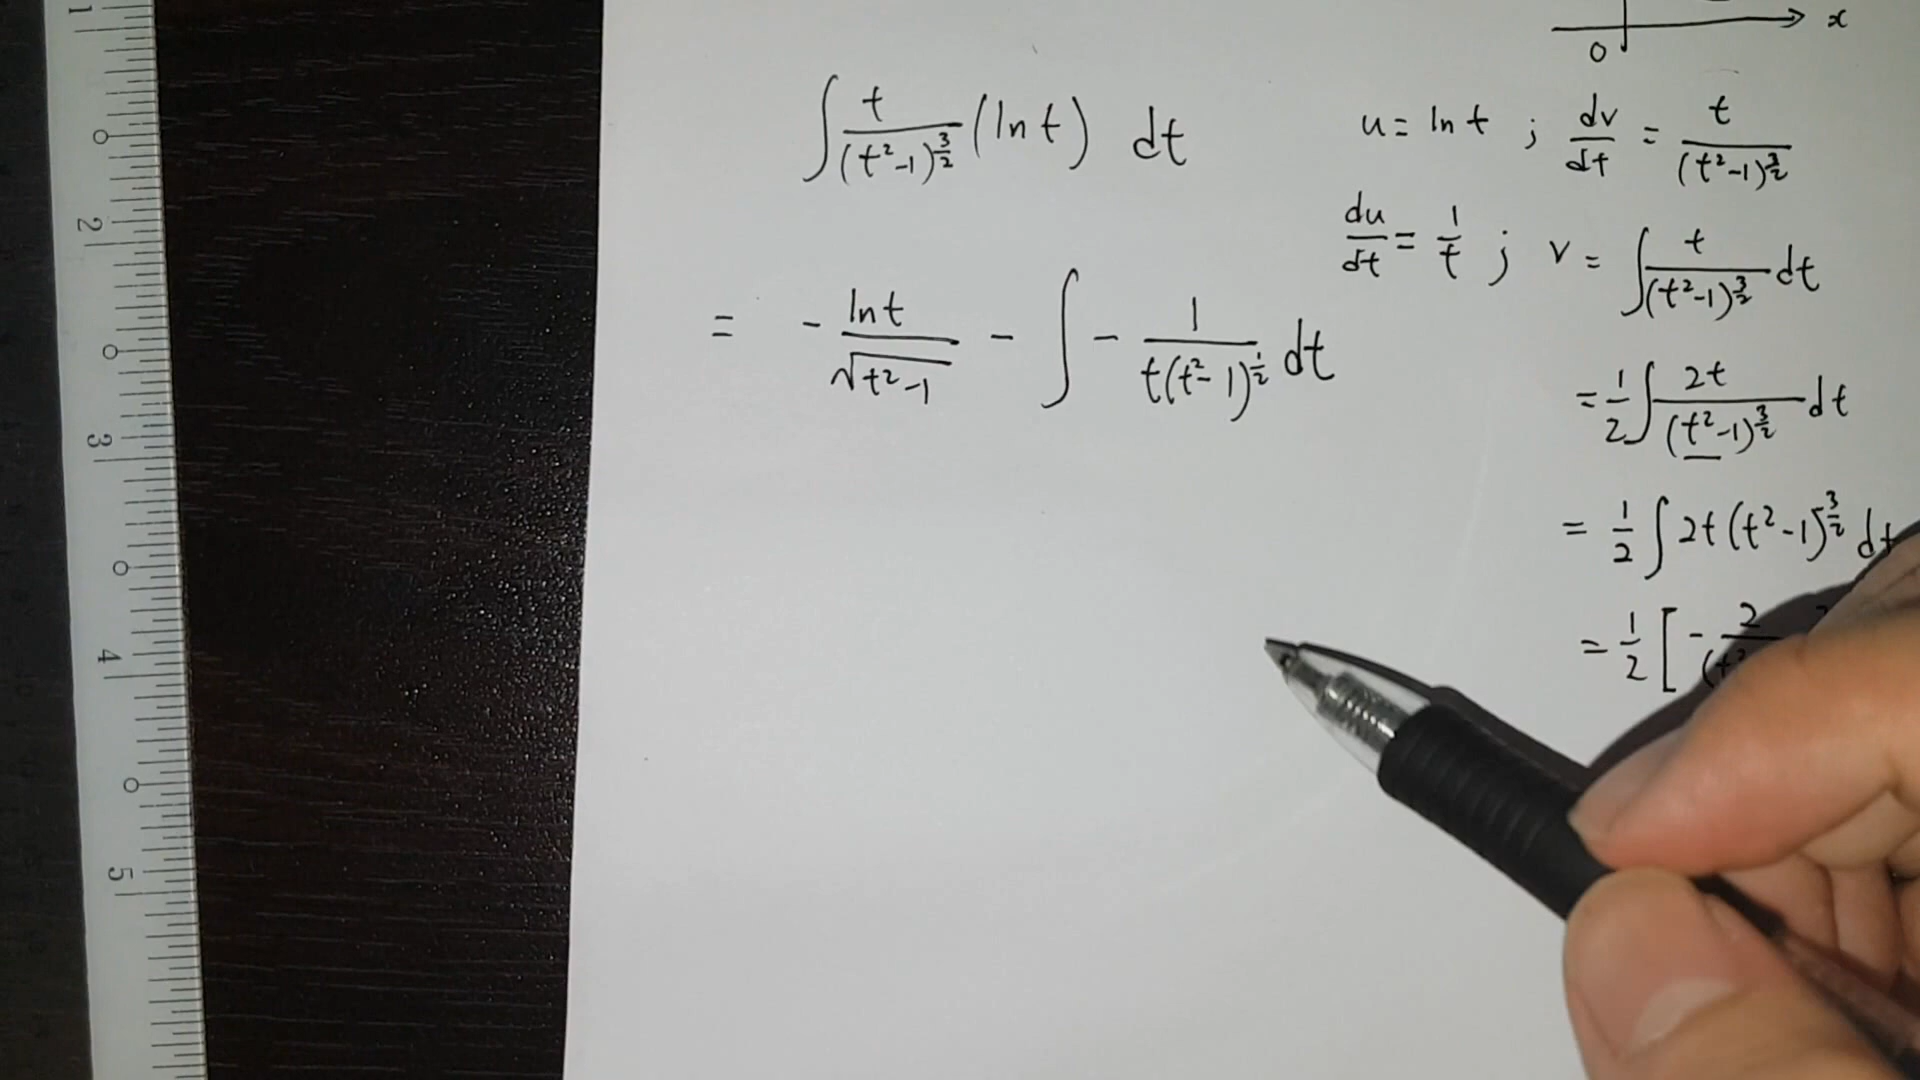 x
0
∫ t/(t²-1)^(3/2) (ln t) dt
= - ln t/√(t²-1) - ∫ - 1/(t(t²-1)^(1/2)) dt
u = ln t ; dv/dt = t/(t²-1)^(3/2)
du/dt = 1/t ; v = ∫ t/(t²-1)^(3/2) dt
= 1/2 ∫ 2t/(t²-1)^(3/2) dt
= 1/2 ∫ 2t (t²-1)^(3/2) dt
= 1/2 [ - 2/(t²
1
2
3
4
5